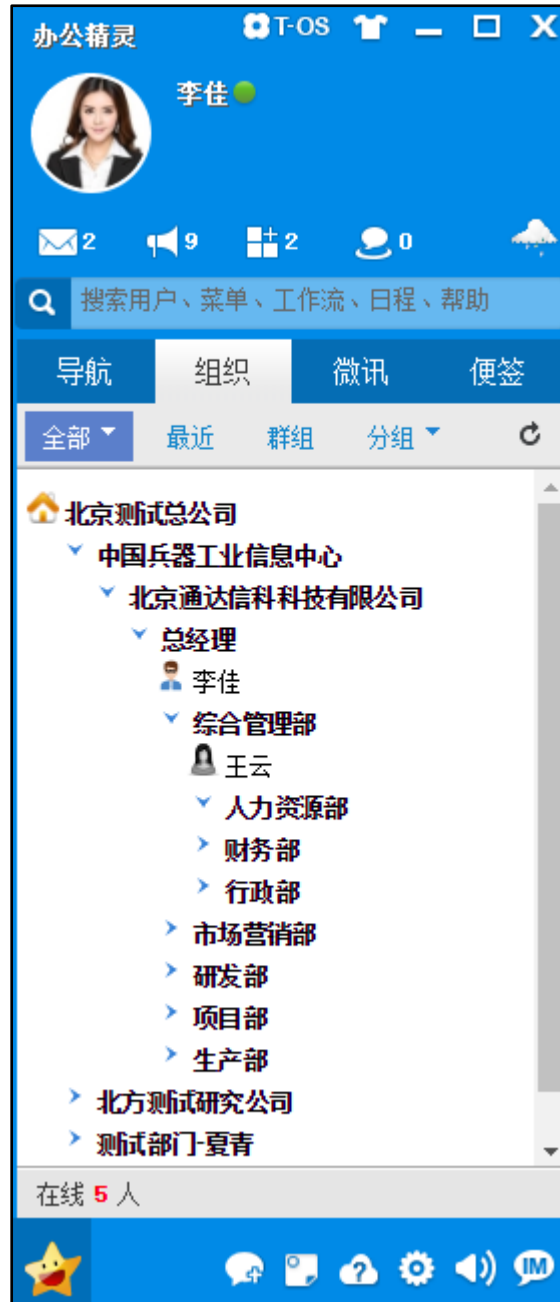 办公精灵 T-OS
李佳
2 9 2 0
搜索用户、菜单、工作流、日程、帮助
导航 组织 微讯 便签
全部 最近 群组 分组
北京测试总公司
中国兵器工业信息中心
北京通达信科科技有限公司
总经理
李佳
综合管理部
王云
人力资源部
财务部
行政部
市场营销部
研发部
项目部
生产部
北方测试研究公司
测试部门-夏青
在线 5 人
IM